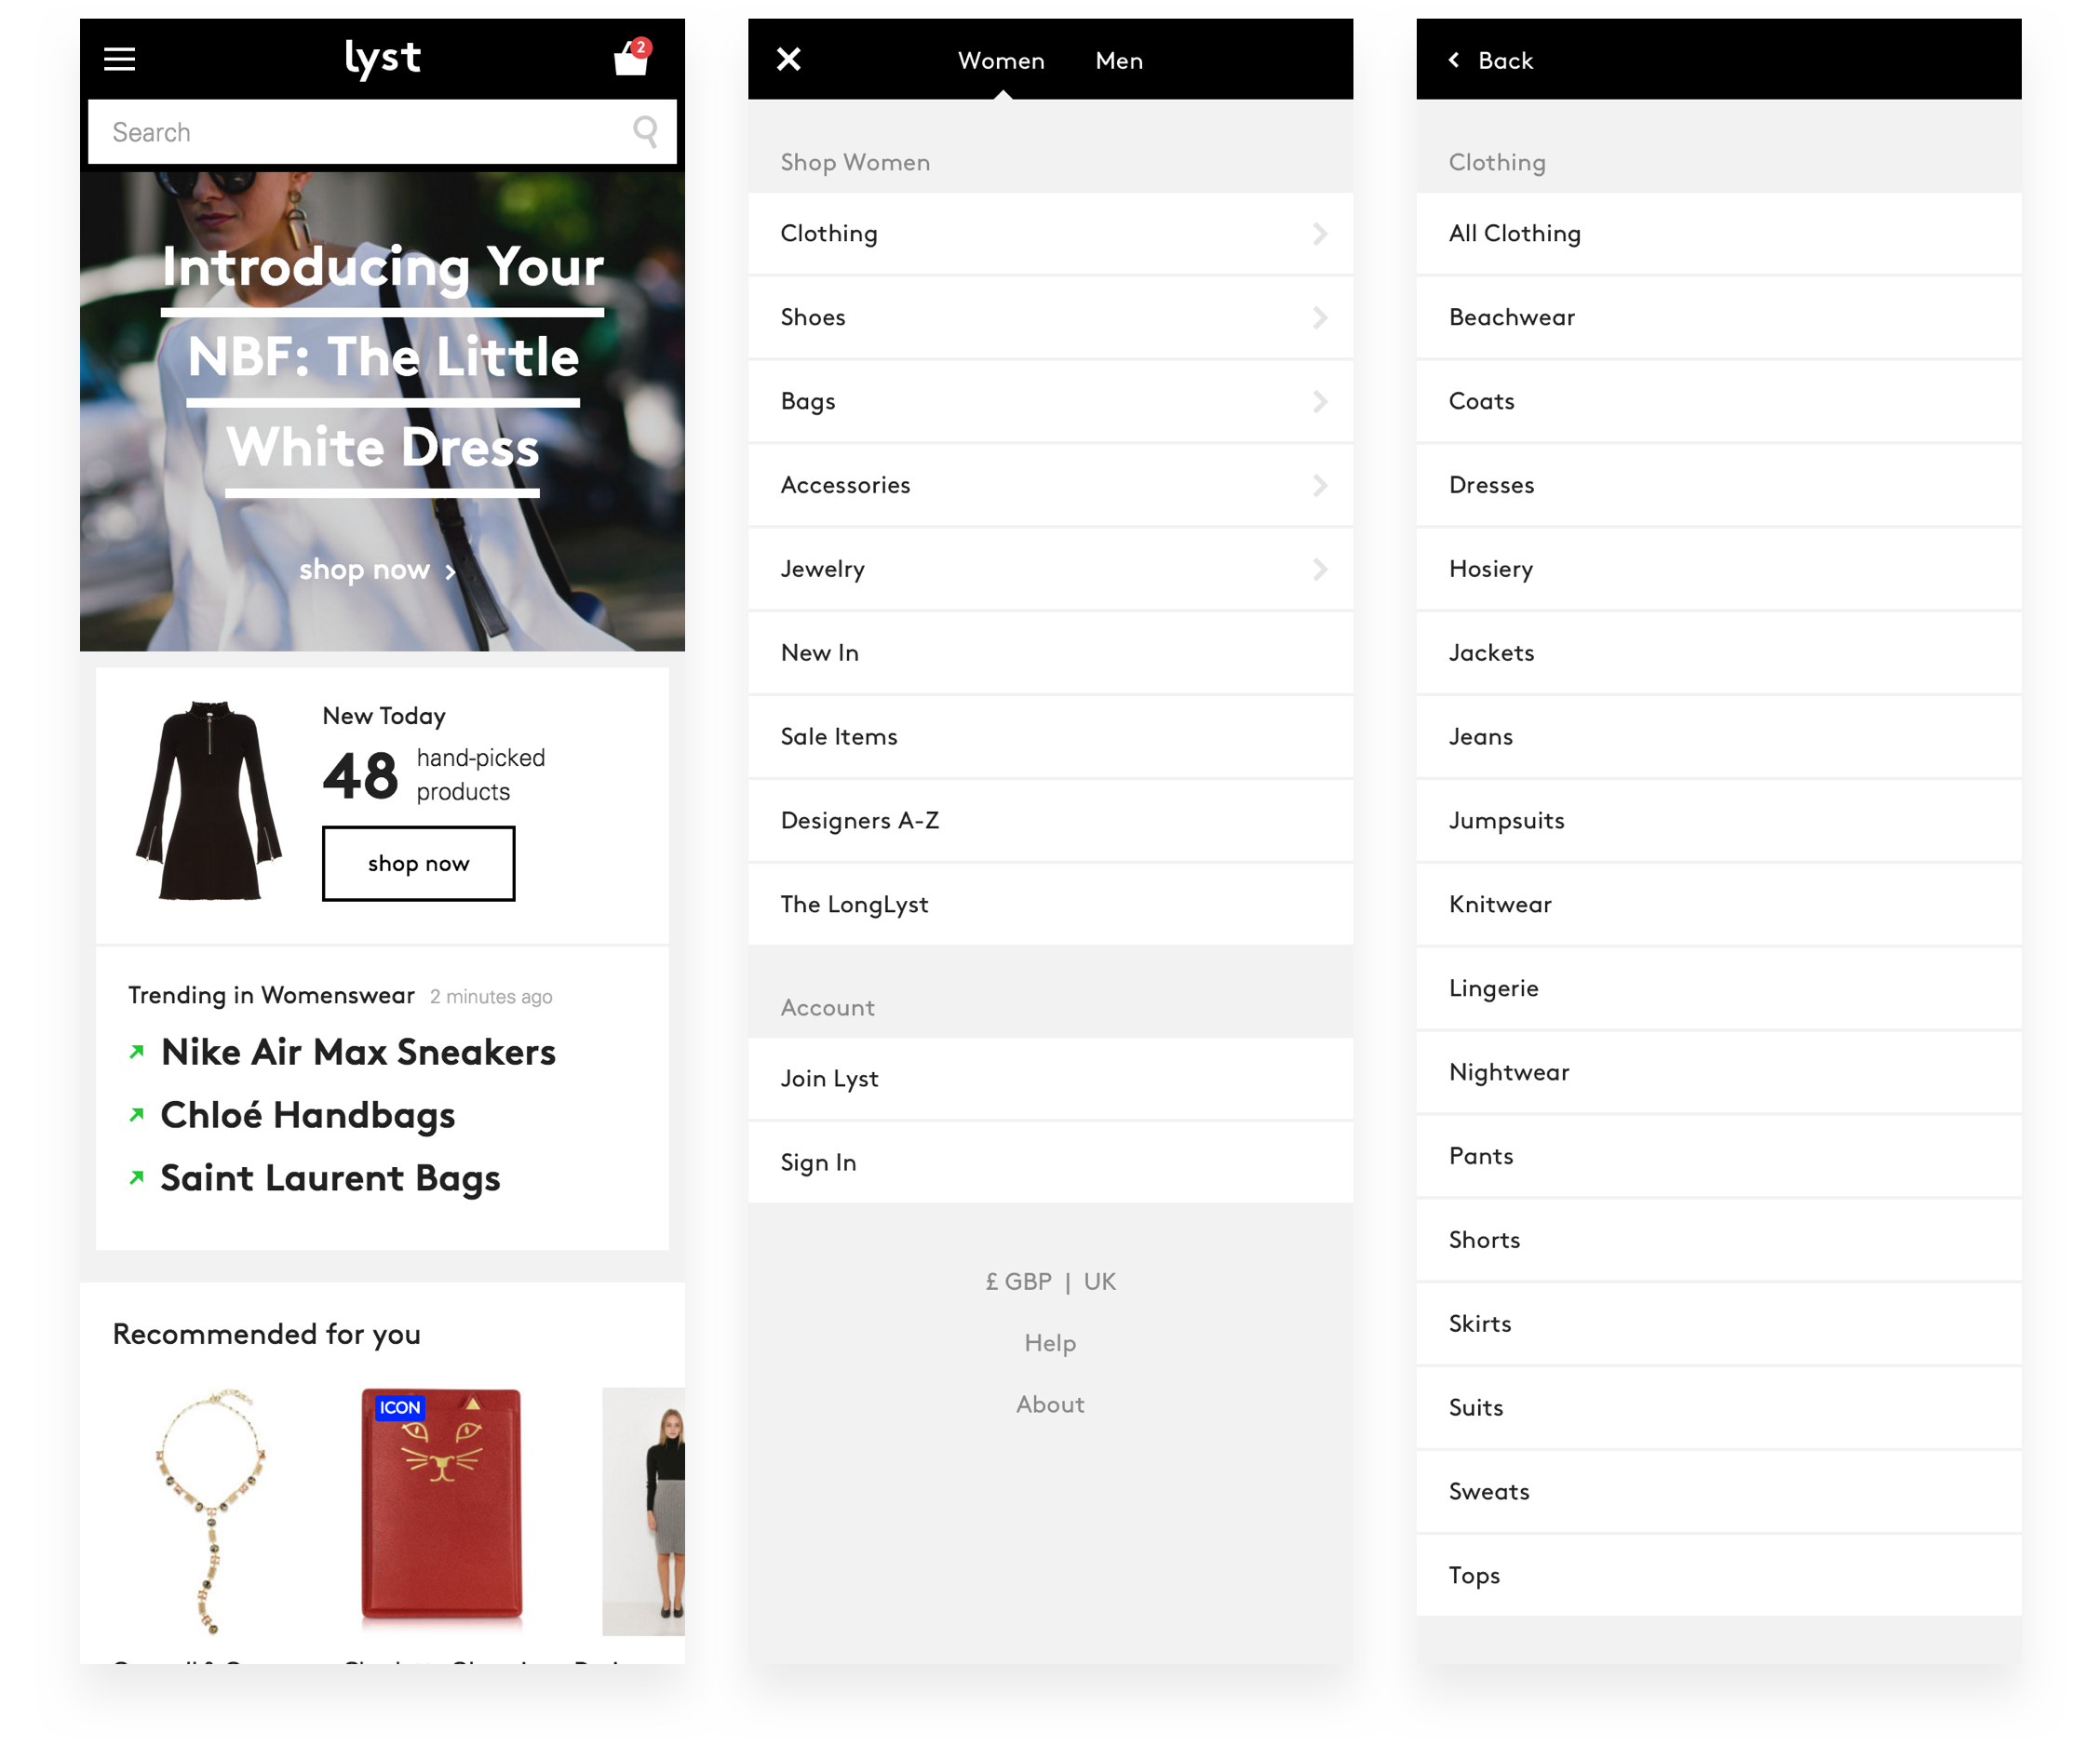 lyst
2
Search
Introducing Your
NBF: The Little
White Dress
shop now
New Today
48 hand-picked
products
shop now
Trending in Womenswear 2 minutes ago
Nike Air Max Sneakers
Chloé Handbags
Saint Laurent Bags
Recommended for you
ICON
Women Men
Shop Women
Clothing
Shoes
Bags
Accessories
Jewelry
New In
Sale Items
Designers A-Z
The LongLyst
Account
Join Lyst
Sign In
£ GBP | UK
Help
About
Back
Clothing
All Clothing
Beachwear
Coats
Dresses
Hosiery
Jackets
Jeans
Jumpsuits
Knitwear
Lingerie
Nightwear
Pants
Shorts
Skirts
Suits
Sweats
Tops